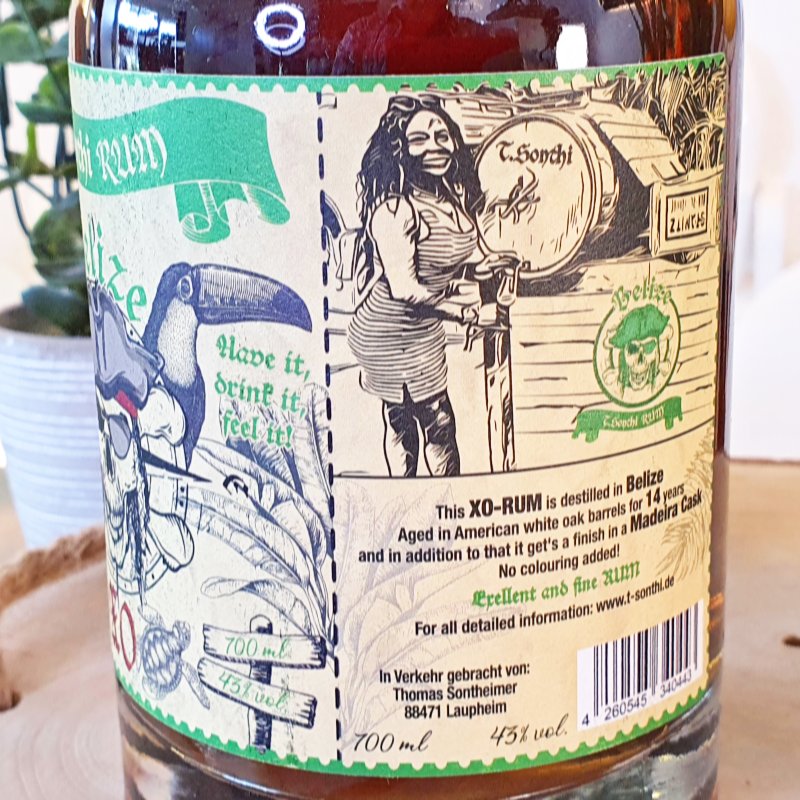 RUM
lize
Have it,
drink it,
feel it!
XO
700 ml
43% vol.
T.Sonthi
Belize
T.Sonthi RUM
This XO-RUM is destilled in Belize
Aged in American white oak barrels for 14 years
and in addition to that it get's a finish in a Madeira Cask
No colouring added!
Exellent and fine RUM
For all detailed information: www.t-sonthi.de
In Verkehr gebracht von:
Thomas Sontheimer
88471 Laupheim
700 ml
43% vol.
4 260545 340443